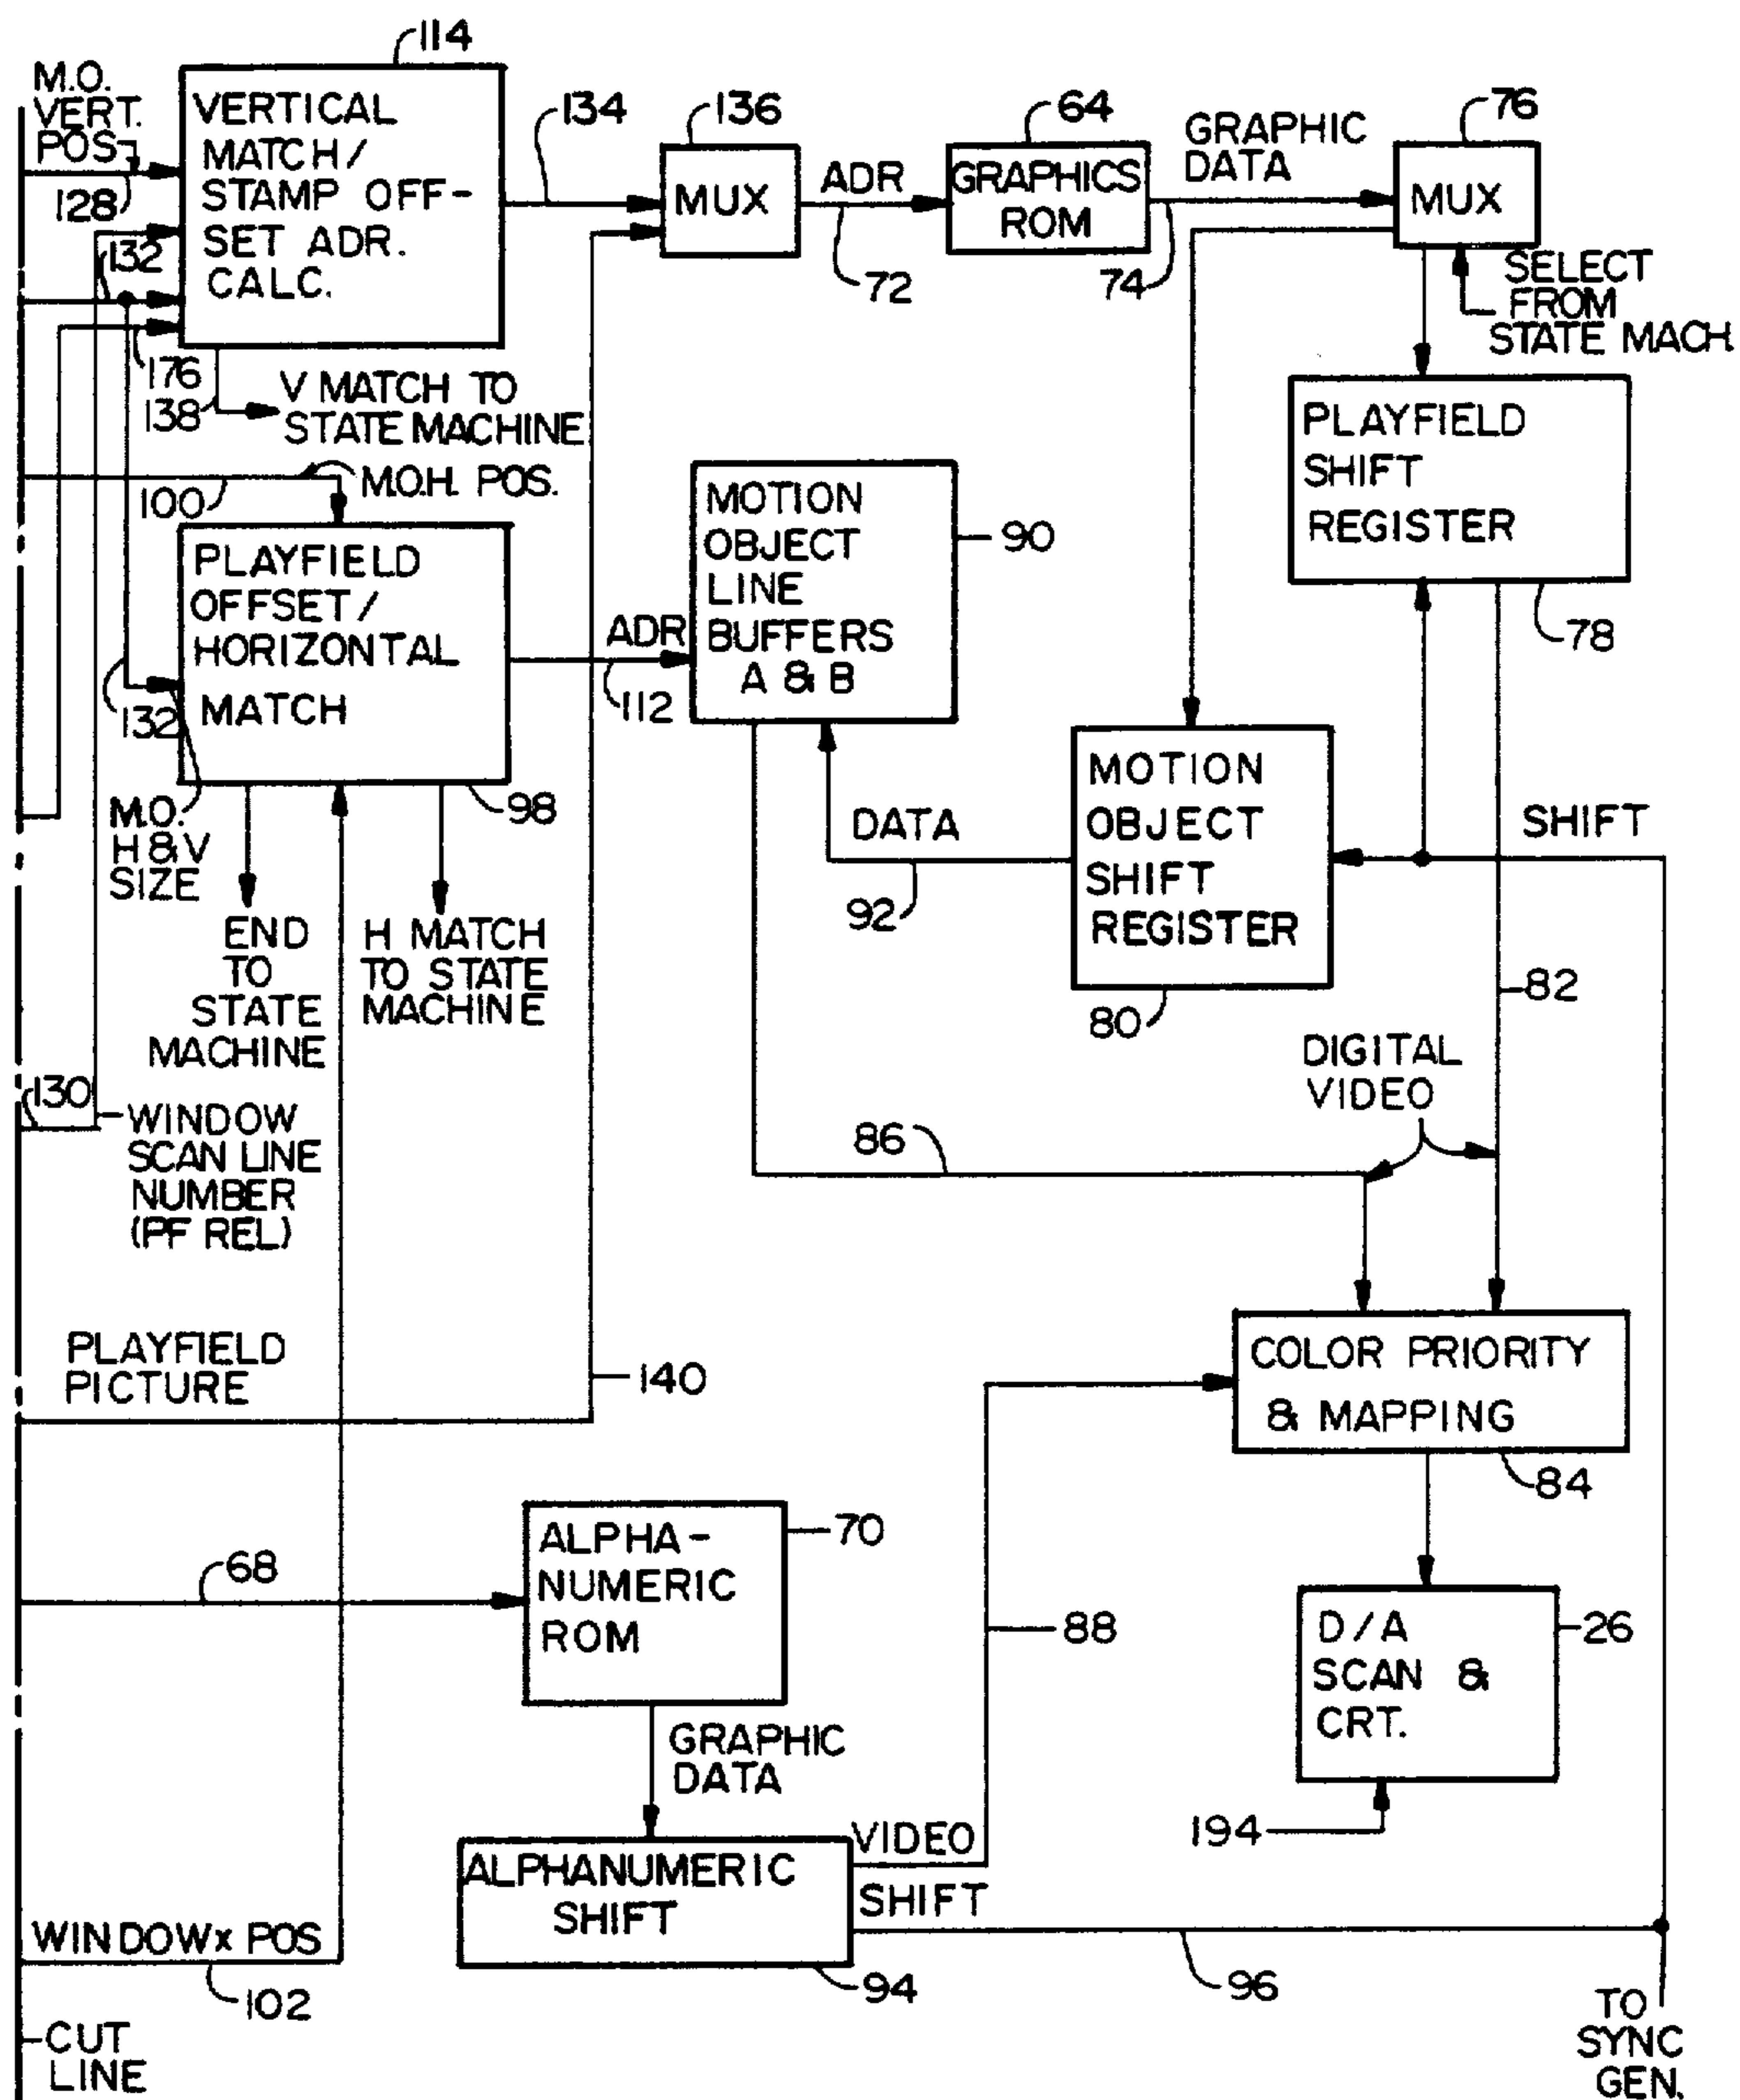 114
M.O.
VERT.
POS
128
VERTICAL
MATCH/
STAMP OFF-
SET ADR.
CALC.
132
176
138
134
136
MUX
ADR
72
64
GRAPHICS
ROM
74
GRAPHIC
DATA
76
MUX
SELECT
FROM
STATE MACH.
V MATCH TO
STATE MACHINE
100
M.O.H. POS.
PLAYFIELD
OFFSET/
HORIZONTAL
MATCH
132
98
M.O.
H & V
SIZE
ADR
112
MOTION
OBJECT
LINE
BUFFERS
A & B
90
PLAYFIELD
SHIFT
REGISTER
78
MOTION
OBJECT
SHIFT
REGISTER
80
DATA
92
SHIFT
82
END
TO
STATE
MACHINE
H MATCH
TO STATE
MACHINE
130
WINDOW
SCAN LINE
NUMBER
(PF REL)
DIGITAL
VIDEO
86
PLAYFIELD
PICTURE
140
COLOR PRIORITY
& MAPPING
84
68
ALPHA-
NUMERIC
ROM
70
88
D/A
SCAN &
CRT.
26
194
GRAPHIC
DATA
ALPHANUMERIC
SHIFT
94
VIDEO
SHIFT
96
WINDOWx POS
102
CUT
LINE
TO
SYNC
GEN.